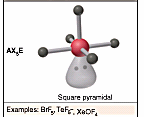 AX₅E
Square pyramidal
Examples: BrF₅, TeF₅⁻, XeOF₄